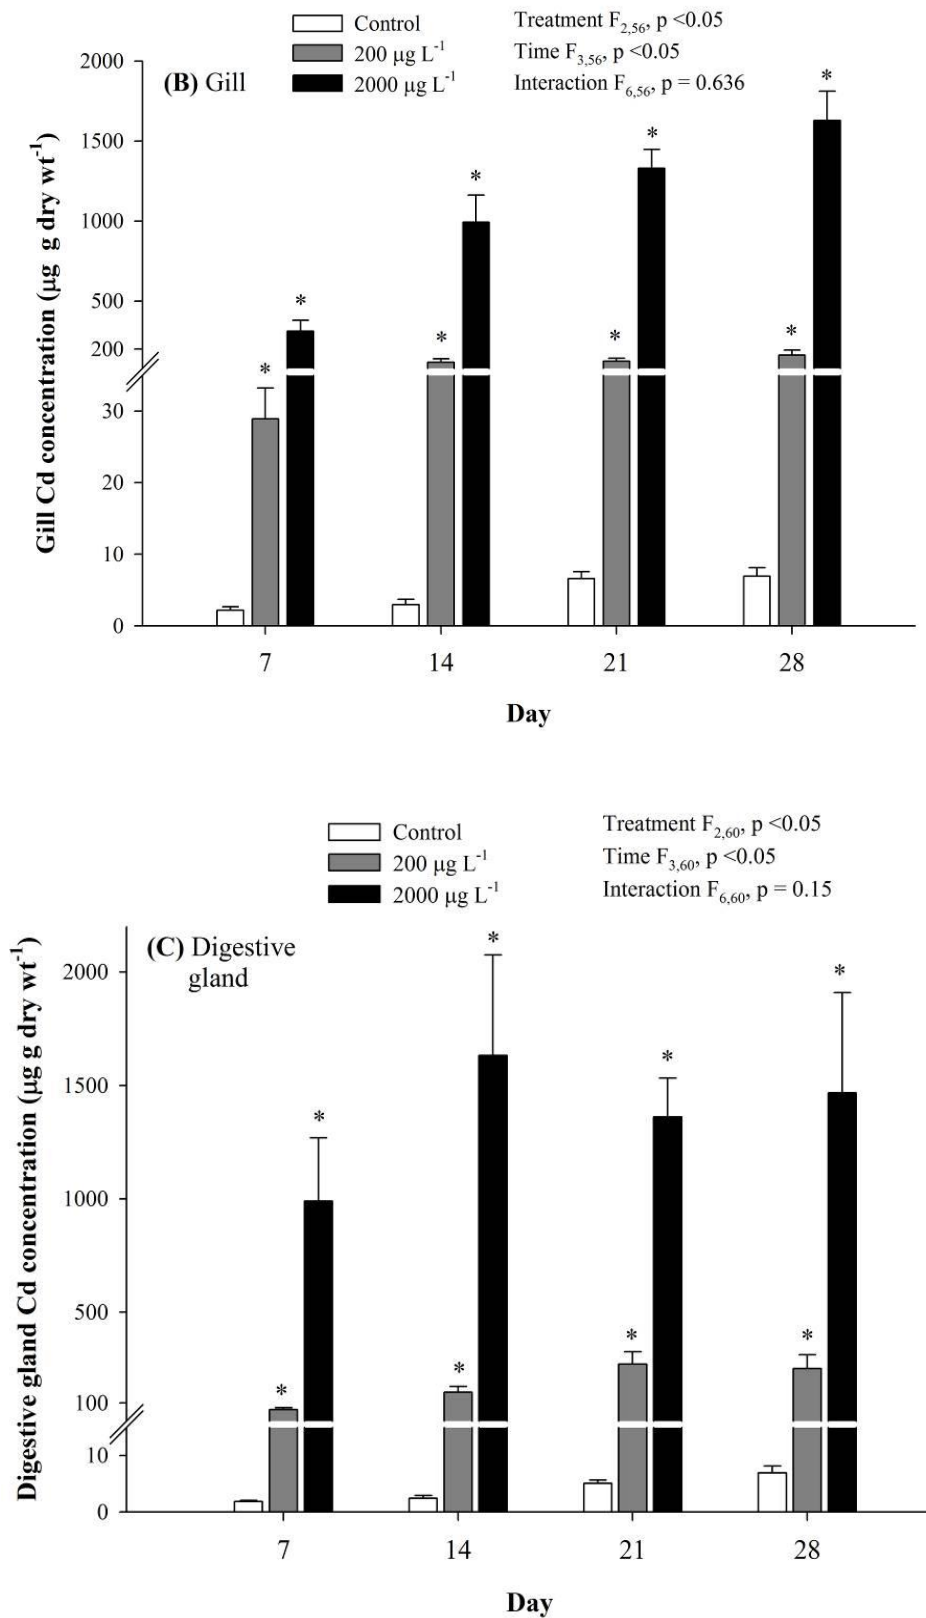 Control
200 µg L⁻¹
2000 µg L⁻¹
Treatment F₂,₅₆, p <0.05
Time F₃,₅₆, p <0.05
Interaction F₆,₅₆, p = 0.636
(B) Gill
Gill Cd concentration (µg g dry wt⁻¹)
2000
1500
1000
500
200
30
20
10
0
* * * * * * * *
7 14 21 28
Day
Control
200 µg L⁻¹
2000 µg L⁻¹
Treatment F₂,₆₀, p <0.05
Time F₃,₆₀, p <0.05
Interaction F₆,₆₀, p = 0.15
(C) Digestive
gland
Digestive gland Cd concentration (µg g dry wt⁻¹)
2000
1500
1000
500
100
10
0
* * * * * * * *
7 14 21 28
Day